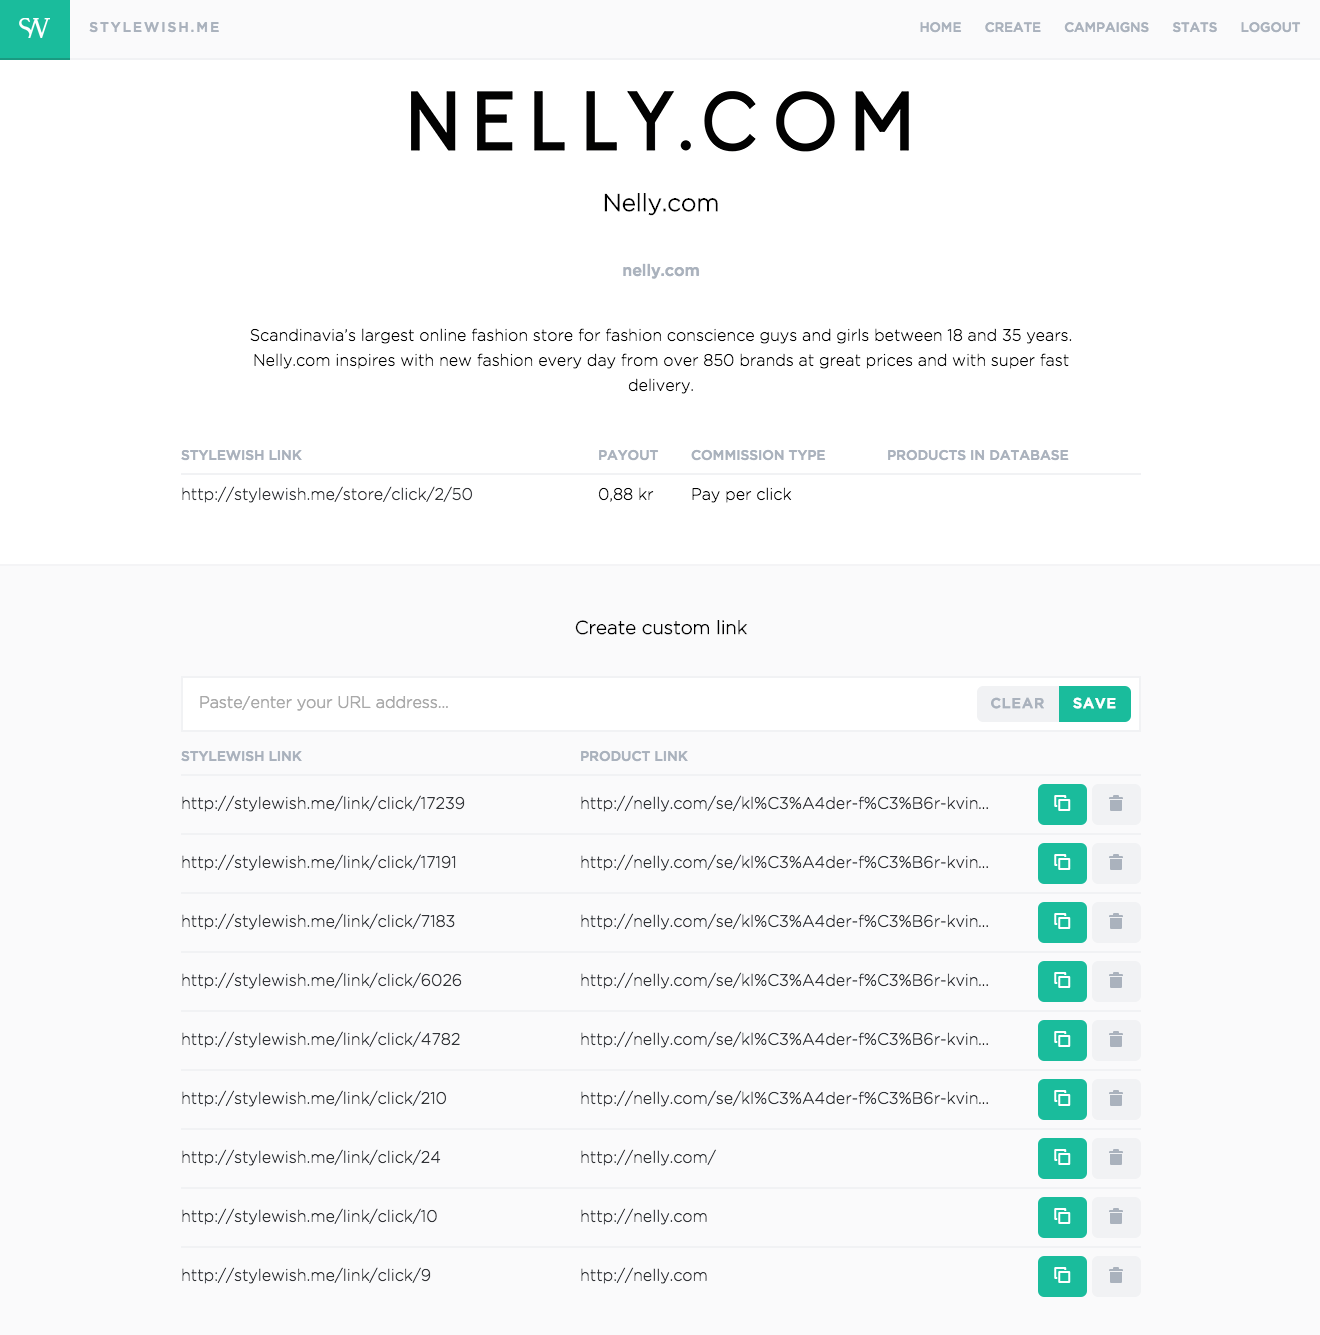 SW STYLEWISH.ME HOME CREATE CAMPAIGNS STATS LOGOUT
NELLY.COM
Nelly.com
nelly.com
Scandinavia's largest online fashion store for fashion conscience guys and girls between 18 and 35 years.
Nelly.com inspires with new fashion every day from over 850 brands at great prices and with super fast
delivery.
STYLEWISH LINK PAYOUT COMMISSION TYPE PRODUCTS IN DATABASE
http://stylewish.me/store/click/2/50 0,88 kr Pay per click
Create custom link
Paste/enter your URL address... CLEAR SAVE
STYLEWISH LINK PRODUCT LINK
http://stylewish.me/link/click/17239 http://nelly.com/se/kl%C3%A4der-f%C3%B6r-kvin...
http://stylewish.me/link/click/17191 http://nelly.com/se/kl%C3%A4der-f%C3%B6r-kvin...
http://stylewish.me/link/click/7183 http://nelly.com/se/kl%C3%A4der-f%C3%B6r-kvin...
http://stylewish.me/link/click/6026 http://nelly.com/se/kl%C3%A4der-f%C3%B6r-kvin...
http://stylewish.me/link/click/4782 http://nelly.com/se/kl%C3%A4der-f%C3%B6r-kvin...
http://stylewish.me/link/click/210 http://nelly.com/se/kl%C3%A4der-f%C3%B6r-kvin...
http://stylewish.me/link/click/24 http://nelly.com/
http://stylewish.me/link/click/10 http://nelly.com
http://stylewish.me/link/click/9 http://nelly.com